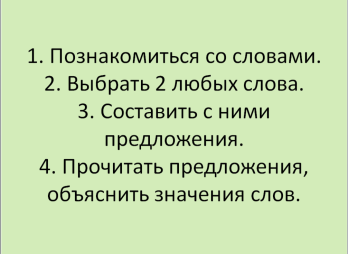 1. Познакомиться со словами.
2. Выбрать 2 любых слова.
3. Составить с ними
предложения.
4. Прочитать предложения,
объяснить значения слов.